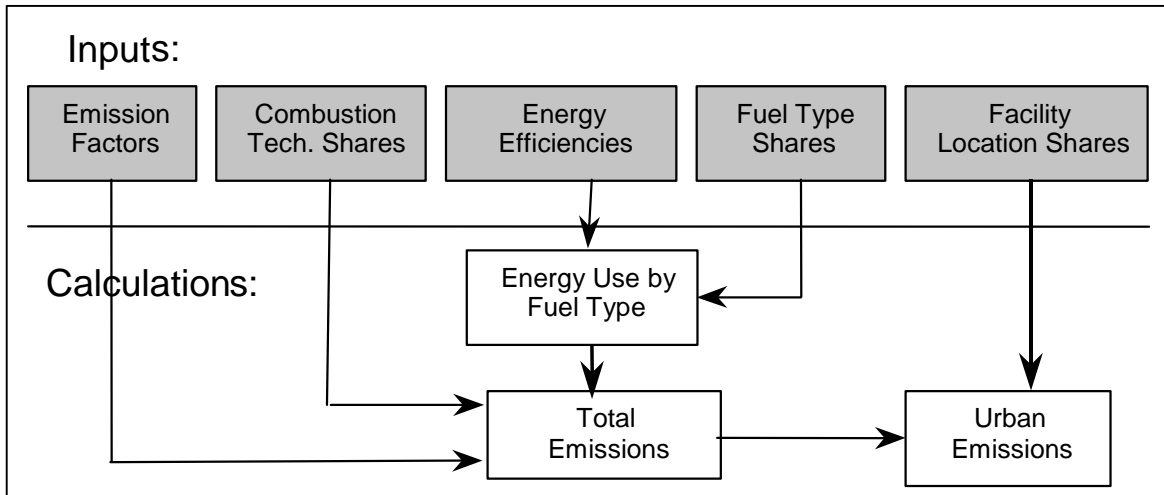 Inputs:
Emission
Factors
Combustion
Tech. Shares
Energy
Efficiencies
Fuel Type
Shares
Facility
Location Shares
Calculations:
Energy Use by
Fuel Type
Total
Emissions
Urban
Emissions